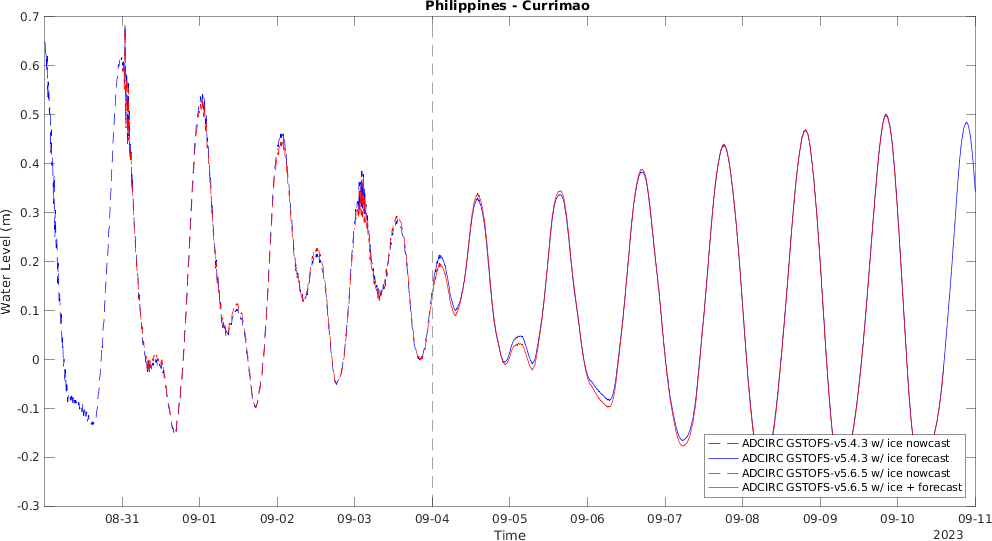 Philippines - Currimao
0.7
0.6
0.5
0.4
0.3
0.2
0.1
0
-0.1
-0.2
-0.3
Water Level (m)
ADCIRC GSTOFS-v5.4.3 w/ ice nowcast
ADCIRC GSTOFS-v5.4.3 w/ ice forecast
ADCIRC GSTOFS-v5.6.5 w/ ice nowcast
ADCIRC GSTOFS-v5.6.5 w/ ice + forecast
08-31 09-01 09-02 09-03 09-04 09-05 09-06 09-07 09-08 09-09 09-10 09-11
Time
2023